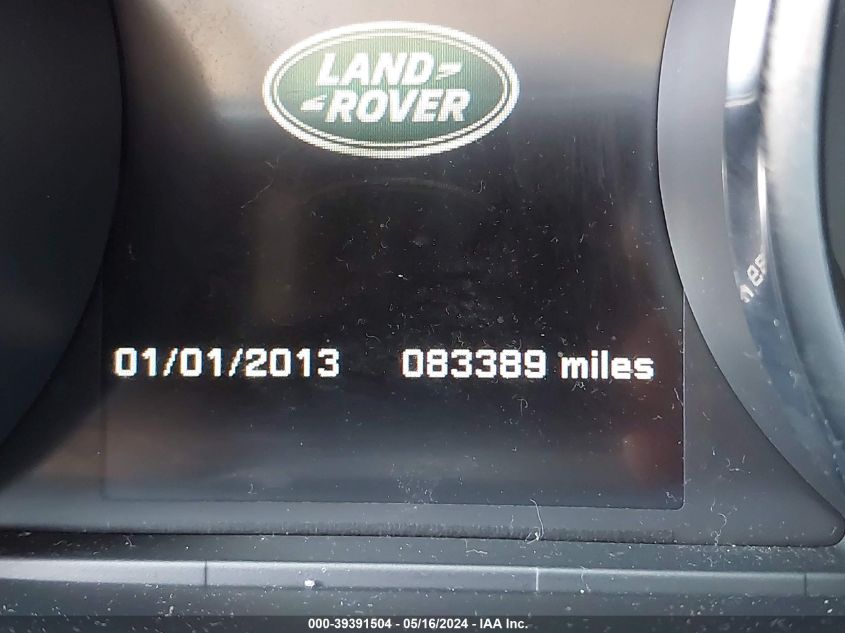 LAND
ROVER
01/01/2013 083389 miles
000-39391504 - 05/16/2024 - IAA Inc.